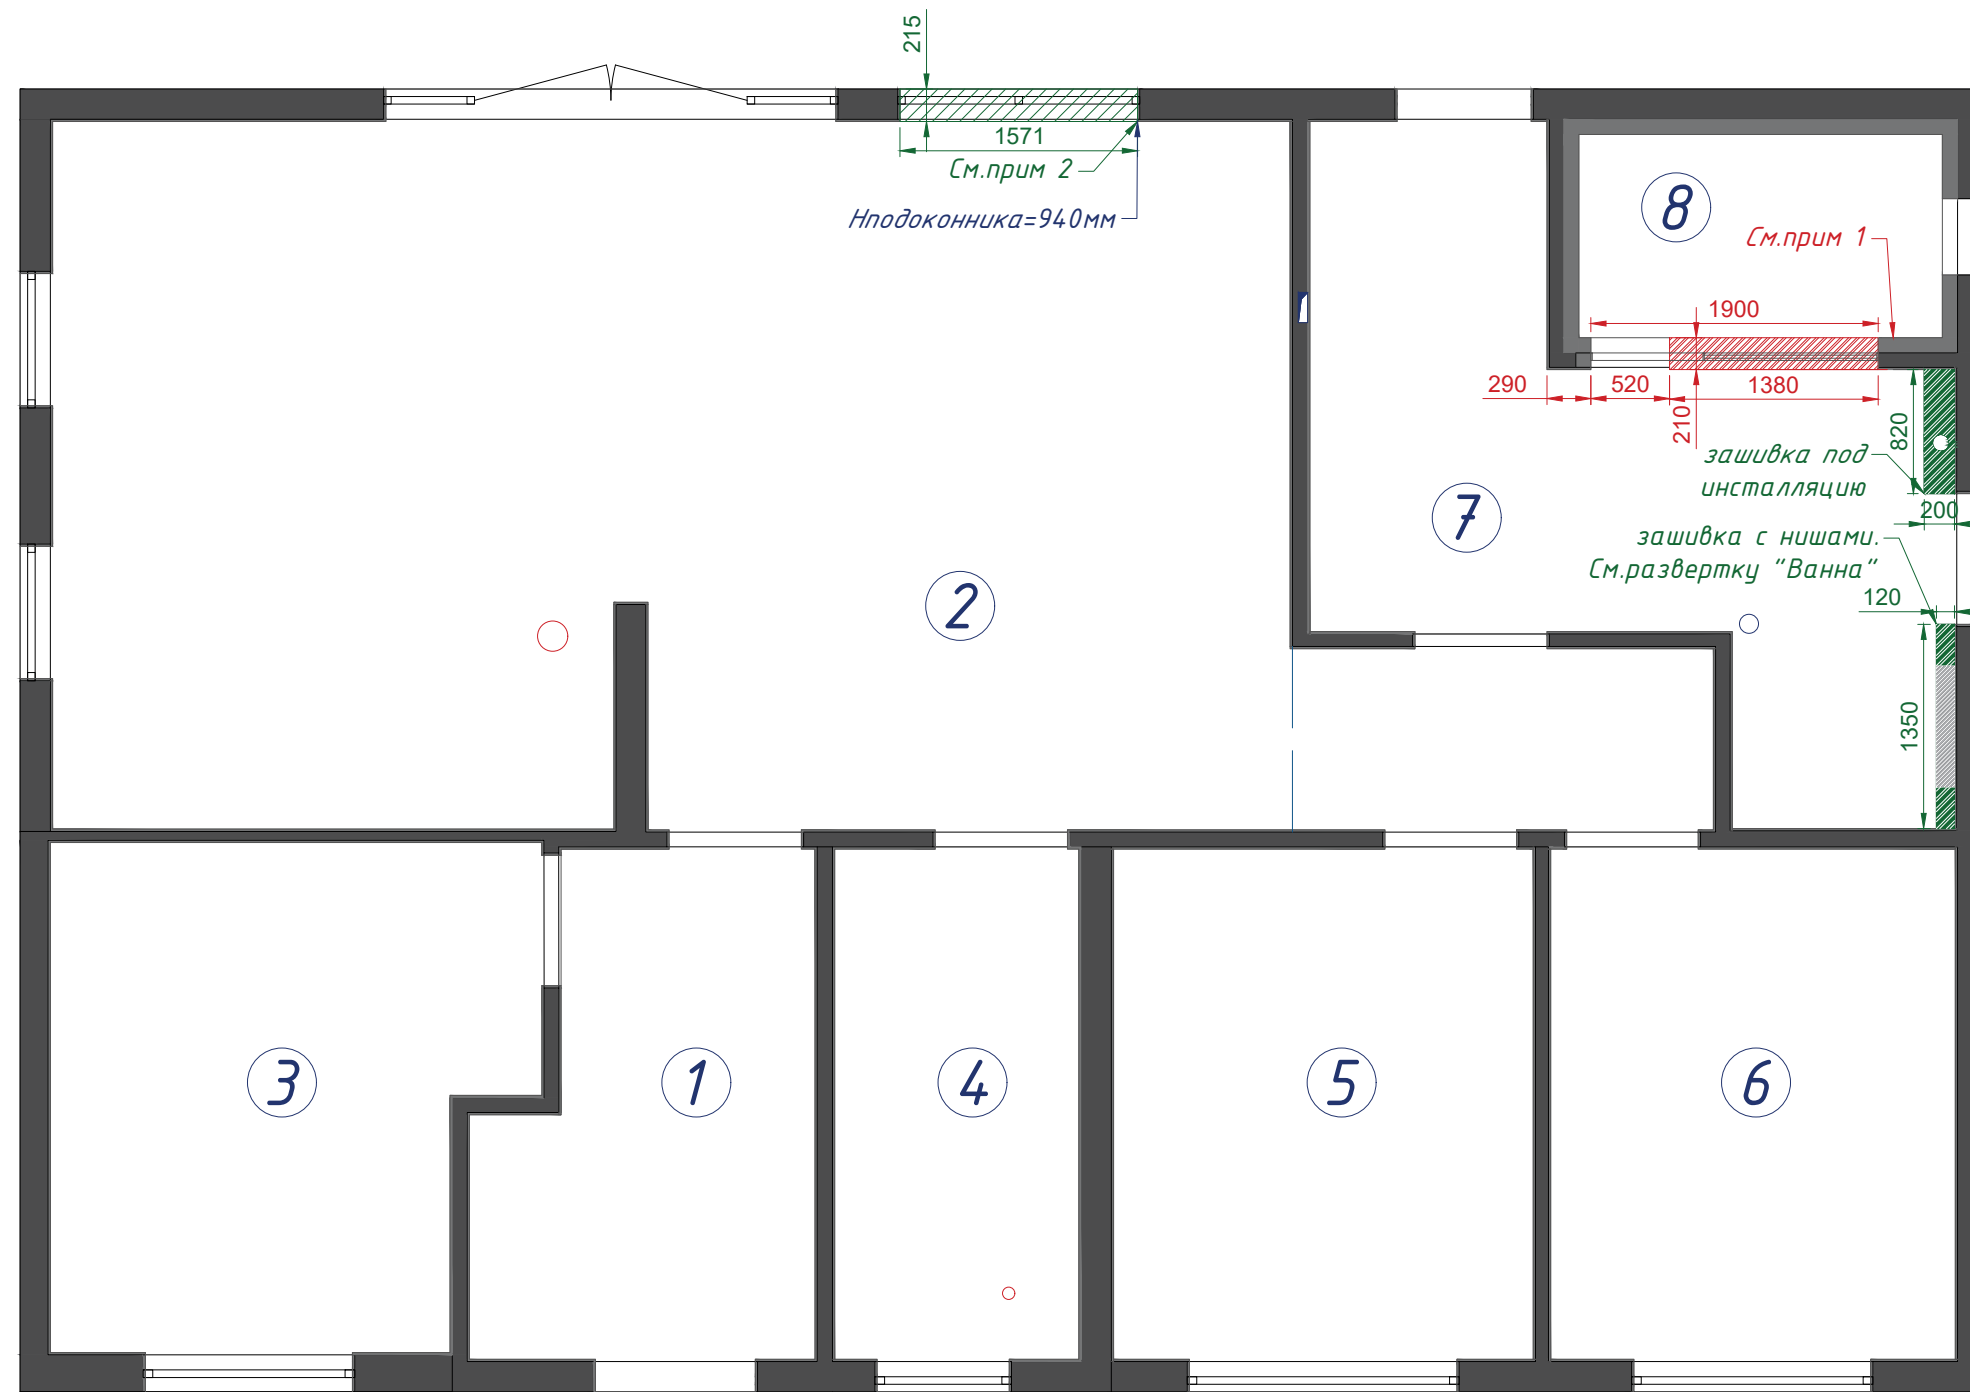 215
1571
См.прим 2
Нподоконника=940мм
8
См.прим 1
1900
290
520
1380
210
820
зашивка под
инсталляцию
200
7
зашивка с нишами.
См.развертку "Ванна"
120
2
1350
3
1
4
5
6